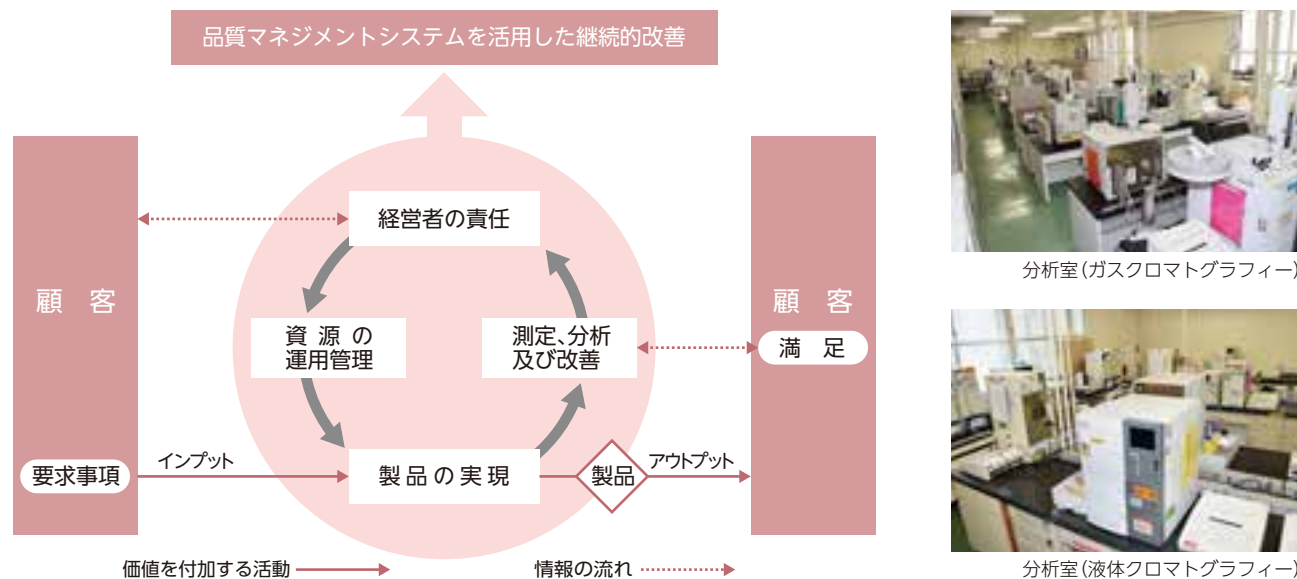 品質マネジメントシステムを活用した継続的改善
顧 客
経営者の責任
資源の
運用管理
測定、分析
及び改善
顧 客
満 足
要求事項
インプット
製品の実現
製品
アウトプット
価値を付加する活動
情報の流れ
分析室(ガスクロマトグラフィー)
分析室(液体クロマトグラフィー)